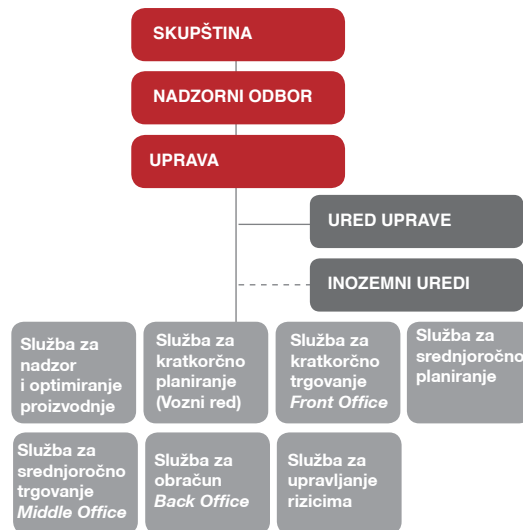 SKUPŠTINA
NADZORNI ODBOR
UPRAVA
URED UPRAVE
INOZEMNI UREDI
Služba za
nadzor
i optimiranje
proizvodnje
Služba za
kratkorčno
planiranje
(Vozni red)
Služba za
kratkorčno
trgovanje
Front Office
Služba za
srednjoročno
planiranje
Služba za
srednjoročno
trgovanje
Middle Office
Služba za
obračun
Back Office
Služba za
upravljanje
rizicima